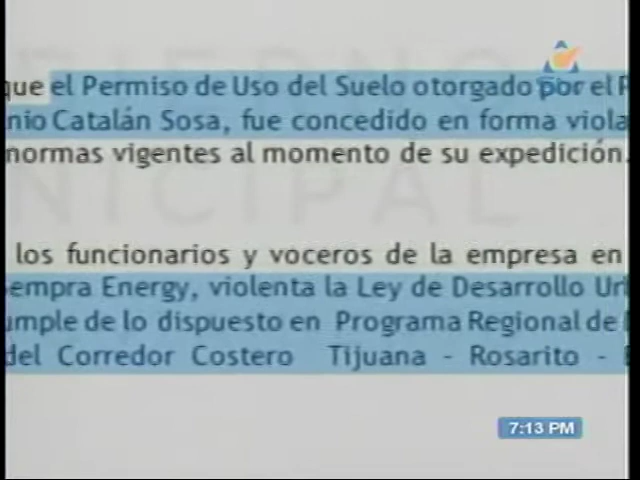 que el Permiso de Uso del Suelo otorgado por el P
nio Catalán Sosa, fue concedido en forma viola
normas vigentes al momento de su expedición.
NICIPAL
los funcionarios y voceros de la empresa en
Sempra Energy, violenta la Ley de Desarrollo Ur
umple de lo dispuesto en Programa Regional de
del Corredor Costero Tijuana - Rosarito - E
7:13 PM